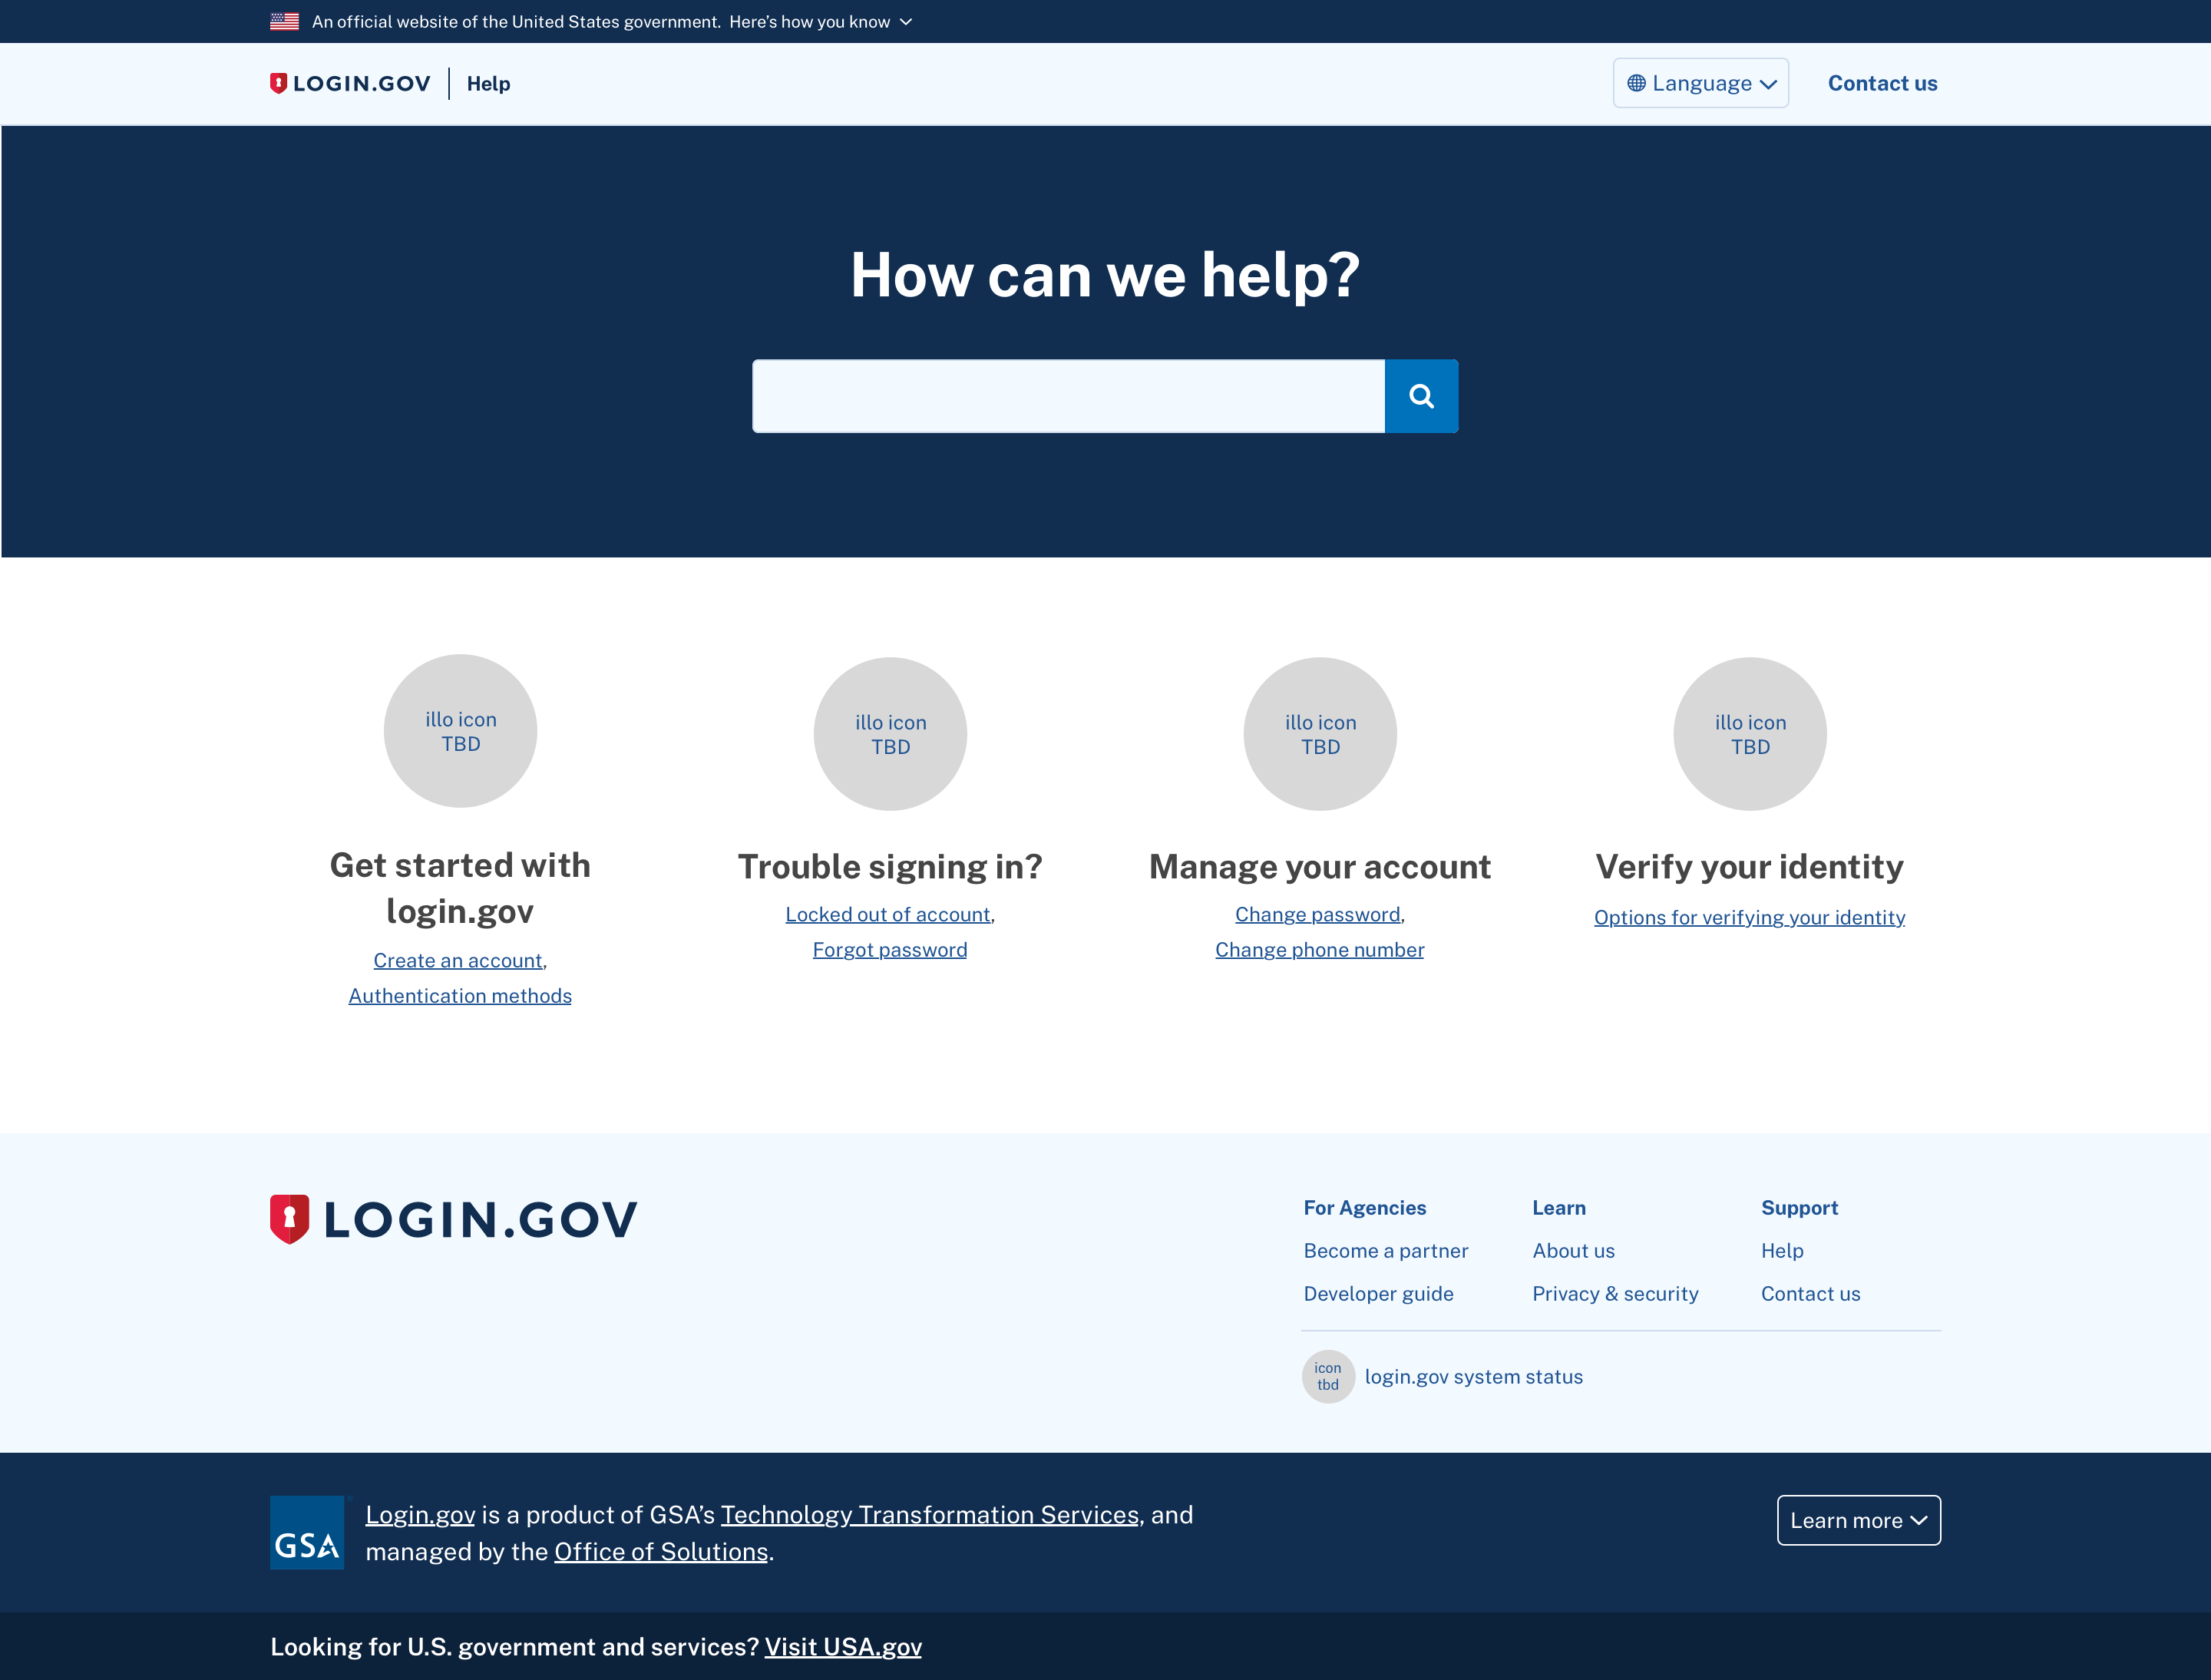 An official website of the United States government. Here’s how you know
LOGIN.GOV
Help
Language
Contact us
How can we help?
illo icon
TBD
illo icon
TBD
illo icon
TBD
illo icon
TBD
Get started with
login.gov
Create an account,
Authentication methods
Trouble signing in?
Locked out of account,
Forgot password
Manage your account
Change password,
Change phone number
Verify your identity
Options for verifying your identity
LOGIN.GOV
For Agencies
Become a partner
Developer guide
Learn
About us
Privacy & security
Support
Help
Contact us
icon
tbd
login.gov system status
GSA
Login.gov is a product of GSA’s Technology Transformation Services, and
managed by the Office of Solutions.
Learn more
Looking for U.S. government and services? Visit USA.gov